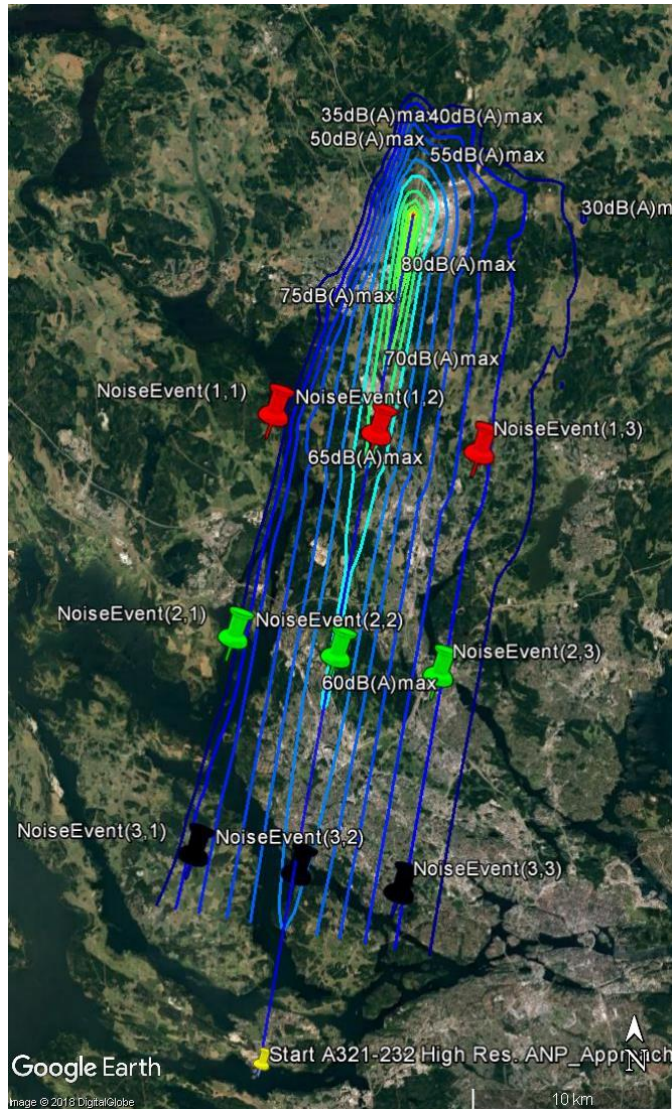 35dB(A)max 40dB(A)max
50dB(A)max
55dB(A)max
30dB(A)m
80dB(A)max
75dB(A)max
70dB(A)max
NoiseEvent(1,1)
NoiseEvent(1,2)
NoiseEvent(1,3)
65dB(A)max
NoiseEvent(2,1)
NoiseEvent(2,2)
NoiseEvent(2,3)
60dB(A)max
NoiseEvent(3,1)
NoiseEvent(3,2)
NoiseEvent(3,3)
Start A321-232 High Res. ANP_Approach
N
Google Earth
mage © 2018 DigitalGlobe
10 km